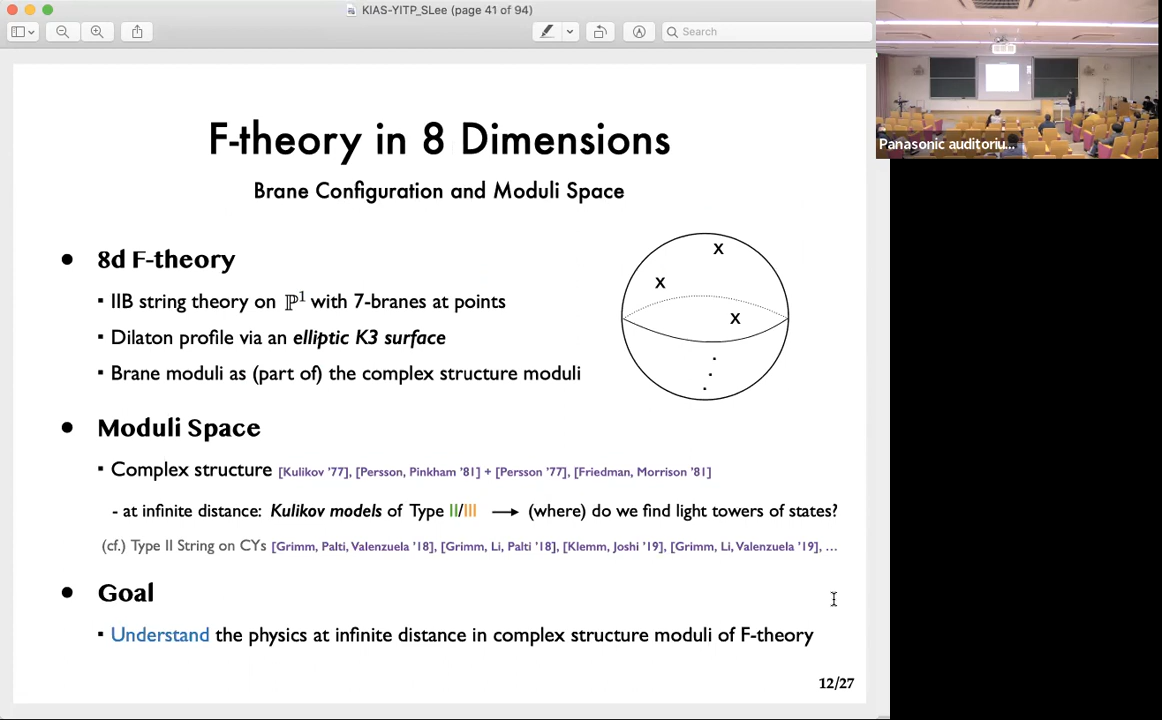 KIAS-YITP_SLee (page 41 of 94)
Search
Panasonic auditoriu...
F-theory in 8 Dimensions
Brane Configuration and Moduli Space
• 8d F-theory
▪ IIB string theory on ℙ¹ with 7-branes at points
▪ Dilaton profile via an elliptic K3 surface
▪ Brane moduli as (part of) the complex structure moduli
x
x
x
• Moduli Space
▪ Complex structure [Kulikov '77], [Persson, Pinkham '81] + [Persson '77], [Friedman, Morrison '81]
- at infinite distance: Kulikov models of Type II/III ⟶ (where) do we find light towers of states?
(cf.) Type II String on CYs [Grimm, Palti, Valenzuela '18], [Grimm, Li, Palti '18], [Klemm, Joshi '19], [Grimm, Li, Valenzuela '19], ...
• Goal
▪ Understand the physics at infinite distance in complex structure moduli of F-theory
12/27